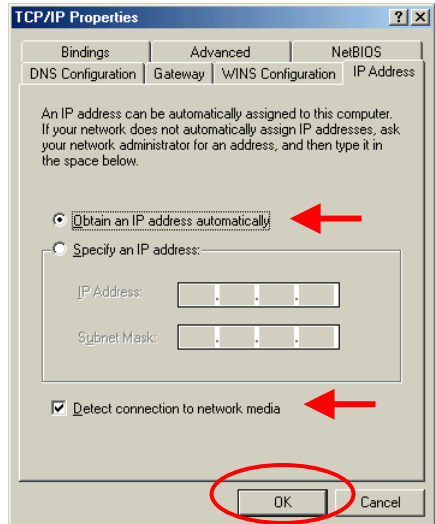 TCP/IP Properties
? ×
Bindings Advanced NetBIOS
DNS Configuration Gateway WINS Configuration IP Address
An IP address can be automatically assigned to this computer.
If your network does not automatically assign IP addresses, ask
your network administrator for an address, and then type it in
the space below.
Obtain an IP address automatically
Specify an IP address:
IP Address:
. . .
Subnet Mask:
. . .
Detect connection to network media
OK Cancel